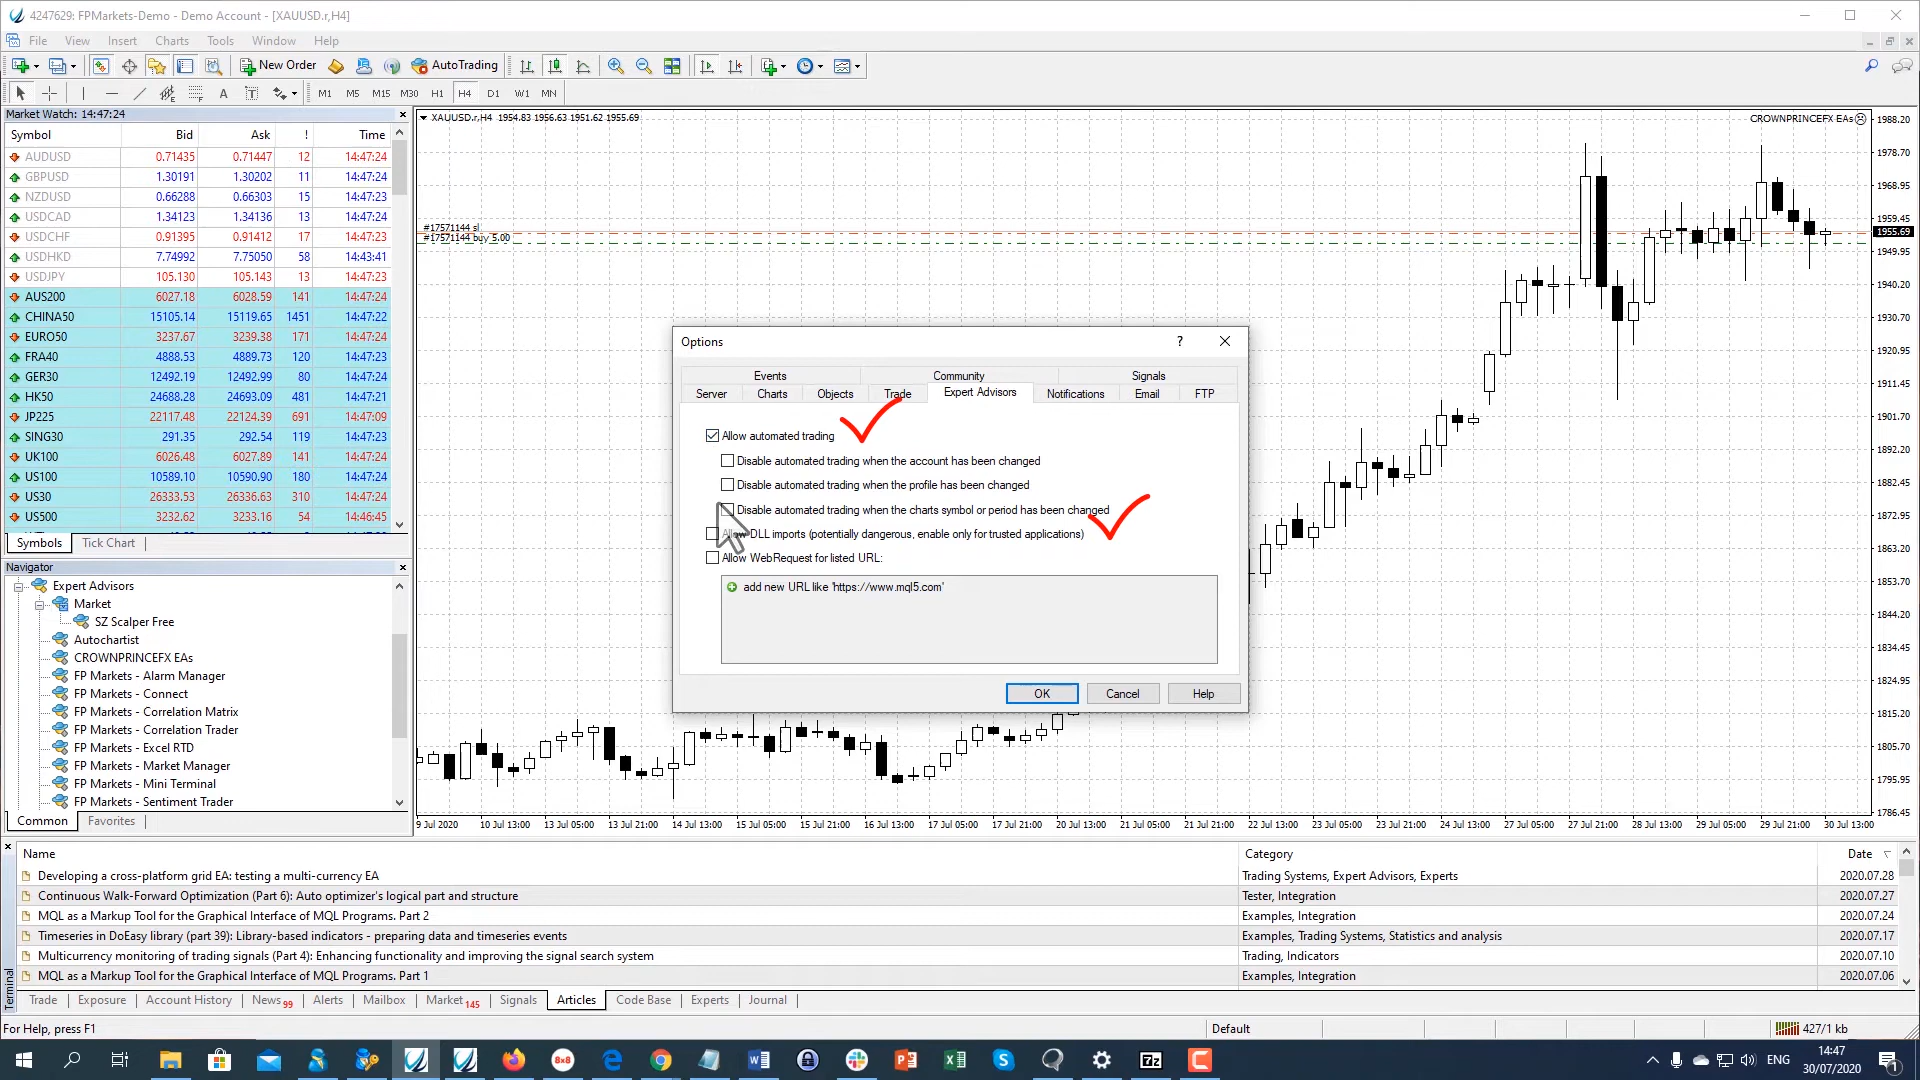 4247629: FPMarkets-Demo - Demo Account - [XAUUSD.r,H4]
File View Insert Charts Tools Window Help
New Order AutoTrading
A T M1 M5 M15 M30 H1 H4 D1 W1 MN
Market Watch: 14:47:24
Symbol Bid Ask ! Time
AUDUSD 0.71435 0.71447 12 14:47:24
GBPUSD 1.30191 1.30202 11 14:47:24
NZDUSD 0.66288 0.66303 15 14:47:23
USDCAD 1.34123 1.34136 13 14:47:24
USDCHF 0.91395 0.91412 17 14:47:23
USDHKD 7.74992 7.75050 58 14:43:41
USDJPY 105.130 105.143 13 14:47:23
AUS200 6027.18 6028.59 141 14:47:24
CHINA50 15105.14 15119.65 1451 14:47:22
EURO50 3237.67 3239.38 171 14:47:24
FRA40 4888.53 4889.73 120 14:47:23
GER30 12492.19 12492.99 80 14:47:24
HK50 24688.28 24693.09 481 14:47:21
JP225 22117.48 22124.39 691 14:47:09
SING30 291.35 292.54 119 14:47:23
UK100 6026.48 6027.89 141 14:47:24
US100 10589.10 10590.90 180 14:47:24
US30 26333.53 26336.63 310 14:47:24
US500 3232.62 3233.16 54 14:46:45
Symbols Tick Chart
Navigator
Expert Advisors
Market
SZ Scalper Free
Autochartist
CROWNPRINCEFX EAs
FP Markets - Alarm Manager
FP Markets - Connect
FP Markets - Correlation Matrix
FP Markets - Correlation Trader
FP Markets - Excel RTD
FP Markets - Market Manager
FP Markets - Mini Terminal
FP Markets - Sentiment Trader
Common Favorites
XAUUSD.r,H4 1954.83 1956.63 1951.62 1955.69
CROWNPRINCEFX EAs
#17571144 sl
#17571144 buy 5.00
1988.20
1978.70
1968.95
1959.45
1955.69
1949.95
1940.20
1930.70
1920.95
1911.45
1901.70
1892.20
1882.45
1872.95
1863.20
1853.70
1844.20
1834.45
1824.95
1815.20
1805.70
1795.95
1786.45
9 Jul 2020 10 Jul 13:00 13 Jul 05:00 13 Jul 21:00 14 Jul 13:00 15 Jul 05:00 15 Jul 21:00 16 Jul 13:00 17 Jul 05:00 17 Jul 21:00 20 Jul 13:00 21 Jul 05:00 21 Jul 21:00 22 Jul 13:00 23 Jul 05:00 23 Jul 21:00 24 Jul 13:00 27 Jul 05:00 27 Jul 21:00 28 Jul 13:00 29 Jul 05:00 29 Jul 21:00 30 Jul 13:00
Options ?
Events Community Signals
Server Charts Objects Trade Expert Advisors Notifications Email FTP
Allow automated trading
Disable automated trading when the account has been changed
Disable automated trading when the profile has been changed
Disable automated trading when the charts symbol or period has been changed
Allow DLL imports (potentially dangerous, enable only for trusted applications)
Allow WebRequest for listed URL:
add new URL like 'https://www.mql5.com'
OK Cancel Help
Name Category Date
Developing a cross-platform grid EA: testing a multi-currency EA Trading Systems, Expert Advisors, Experts 2020.07.28
Continuous Walk-Forward Optimization (Part 6): Auto optimizer's logical part and structure Tester, Integration 2020.07.27
MQL as a Markup Tool for the Graphical Interface of MQL Programs. Part 2 Examples, Integration 2020.07.24
Timeseries in DoEasy library (part 39): Library-based indicators - preparing data and timeseries events Examples, Trading Systems, Statistics and analysis 2020.07.17
Multicurrency monitoring of trading signals (Part 4): Enhancing functionality and improving the signal search system Trading, Indicators 2020.07.10
MQL as a Markup Tool for the Graphical Interface of MQL Programs. Part 1 Examples, Integration 2020.07.06
Terminal
Trade Exposure Account History News 99 Alerts Mailbox Market 145 Signals Articles Code Base Experts Journal
For Help, press F1 Default 427/1 kb
8x8 7z ENG 14:47
30/07/2020
1